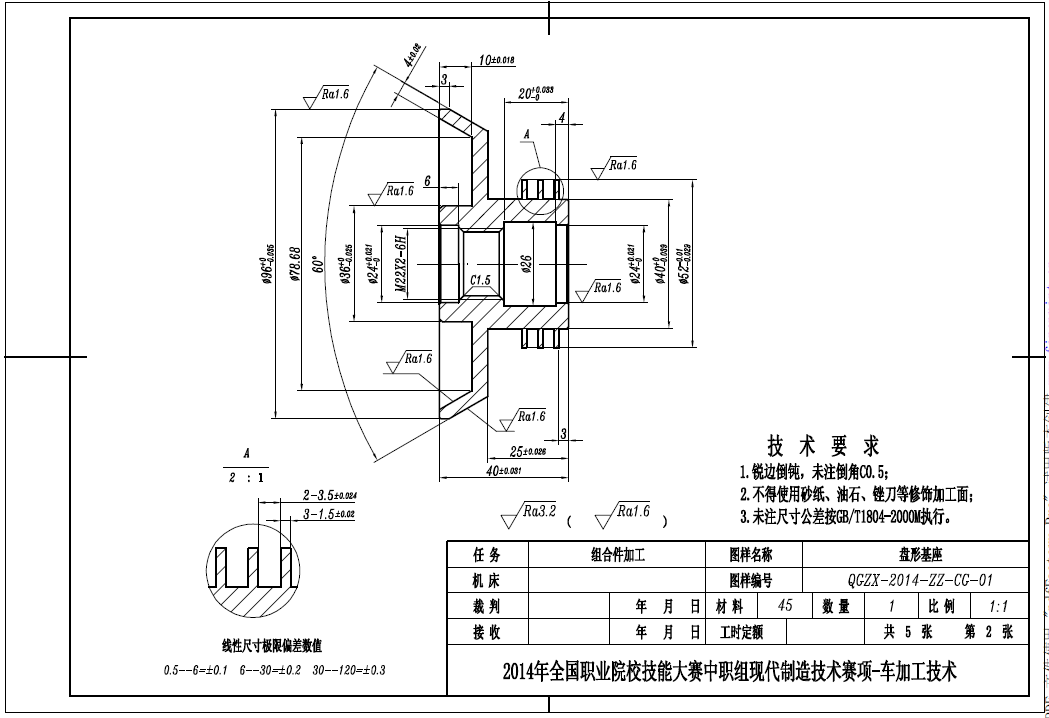 4±0.02
10±0.018
3
Ra1.6
20+0.033-0
4
A
Ra1.6
6
Ra1.6
ø96+0-0.035
ø78.68
60°
ø36+0-0.025
ø24+0.021-0
M22X2-6H
C1.5
ø26
Ra1.6
ø24+0.021-0
ø40+0-0.039
ø52-0.01-0.029
Ra1.6
Ra1.6
3
25±0.026
40±0.031
A
2 : 1
2-3.5±0.024
3-1.5±0.02
线性尺寸极限偏差数值
0.5--6=±0.1 6--30=±0.2 30--120=±0.3
技 术 要 求
1.锐边倒钝，未注倒角C0.5；
2.不得使用砂纸、油石、锉刀等修饰加工面；
3.未注尺寸公差按GB/T1804-2000M执行。
Ra3.2 ( Ra1.6 )
任 务 组合件加工 图样名称 盘形基座
机 床 图样编号 QGZX-2014-ZZ-CG-01
裁 判 年 月 日 材 料 45 数 量 1 比 例 1:1
接 收 年 月 日 工时定额 共 5 张 第 2 张
2014年全国职业院校技能大赛中职组现代制造技术赛项-车加工技术